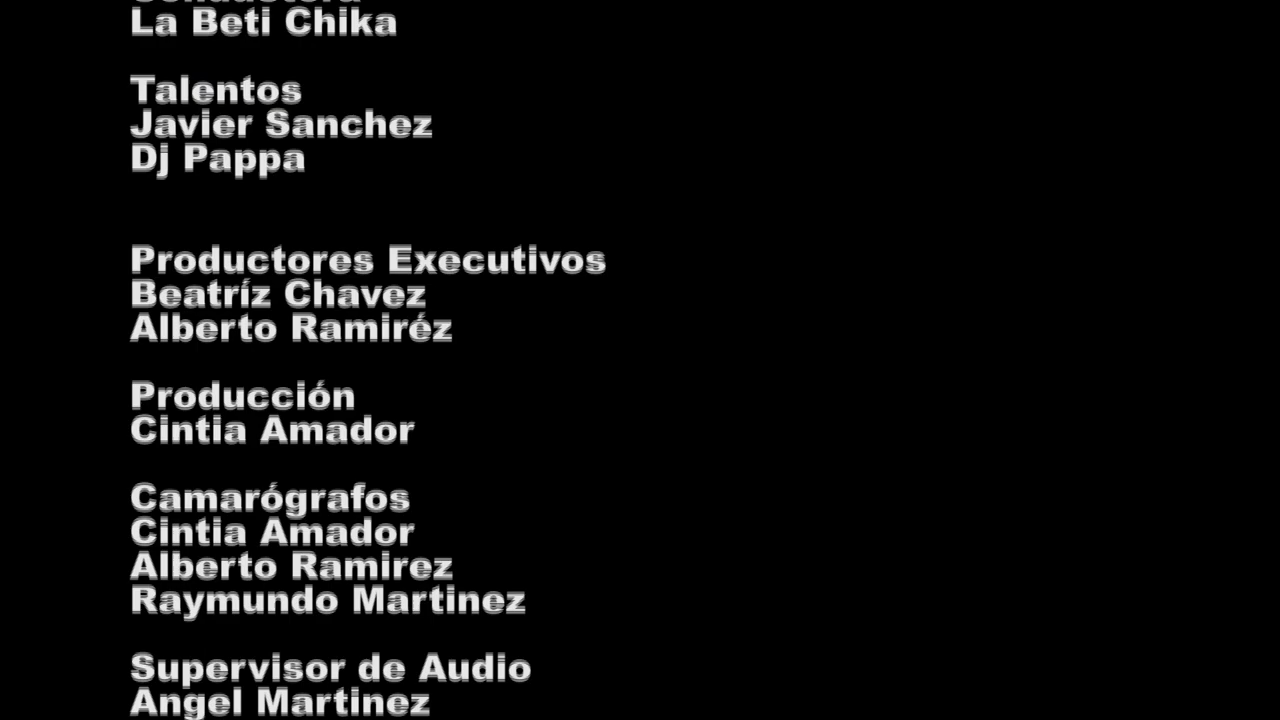 La Beti Chika
Talentos
Javier Sanchez
Dj Pappa
Productores Executivos
Beatríz Chavez
Alberto Ramiréz
Producción
Cintia Amador
Camarógrafos
Cintia Amador
Alberto Ramirez
Raymundo Martinez
Supervisor de Audio
Angel Martinez